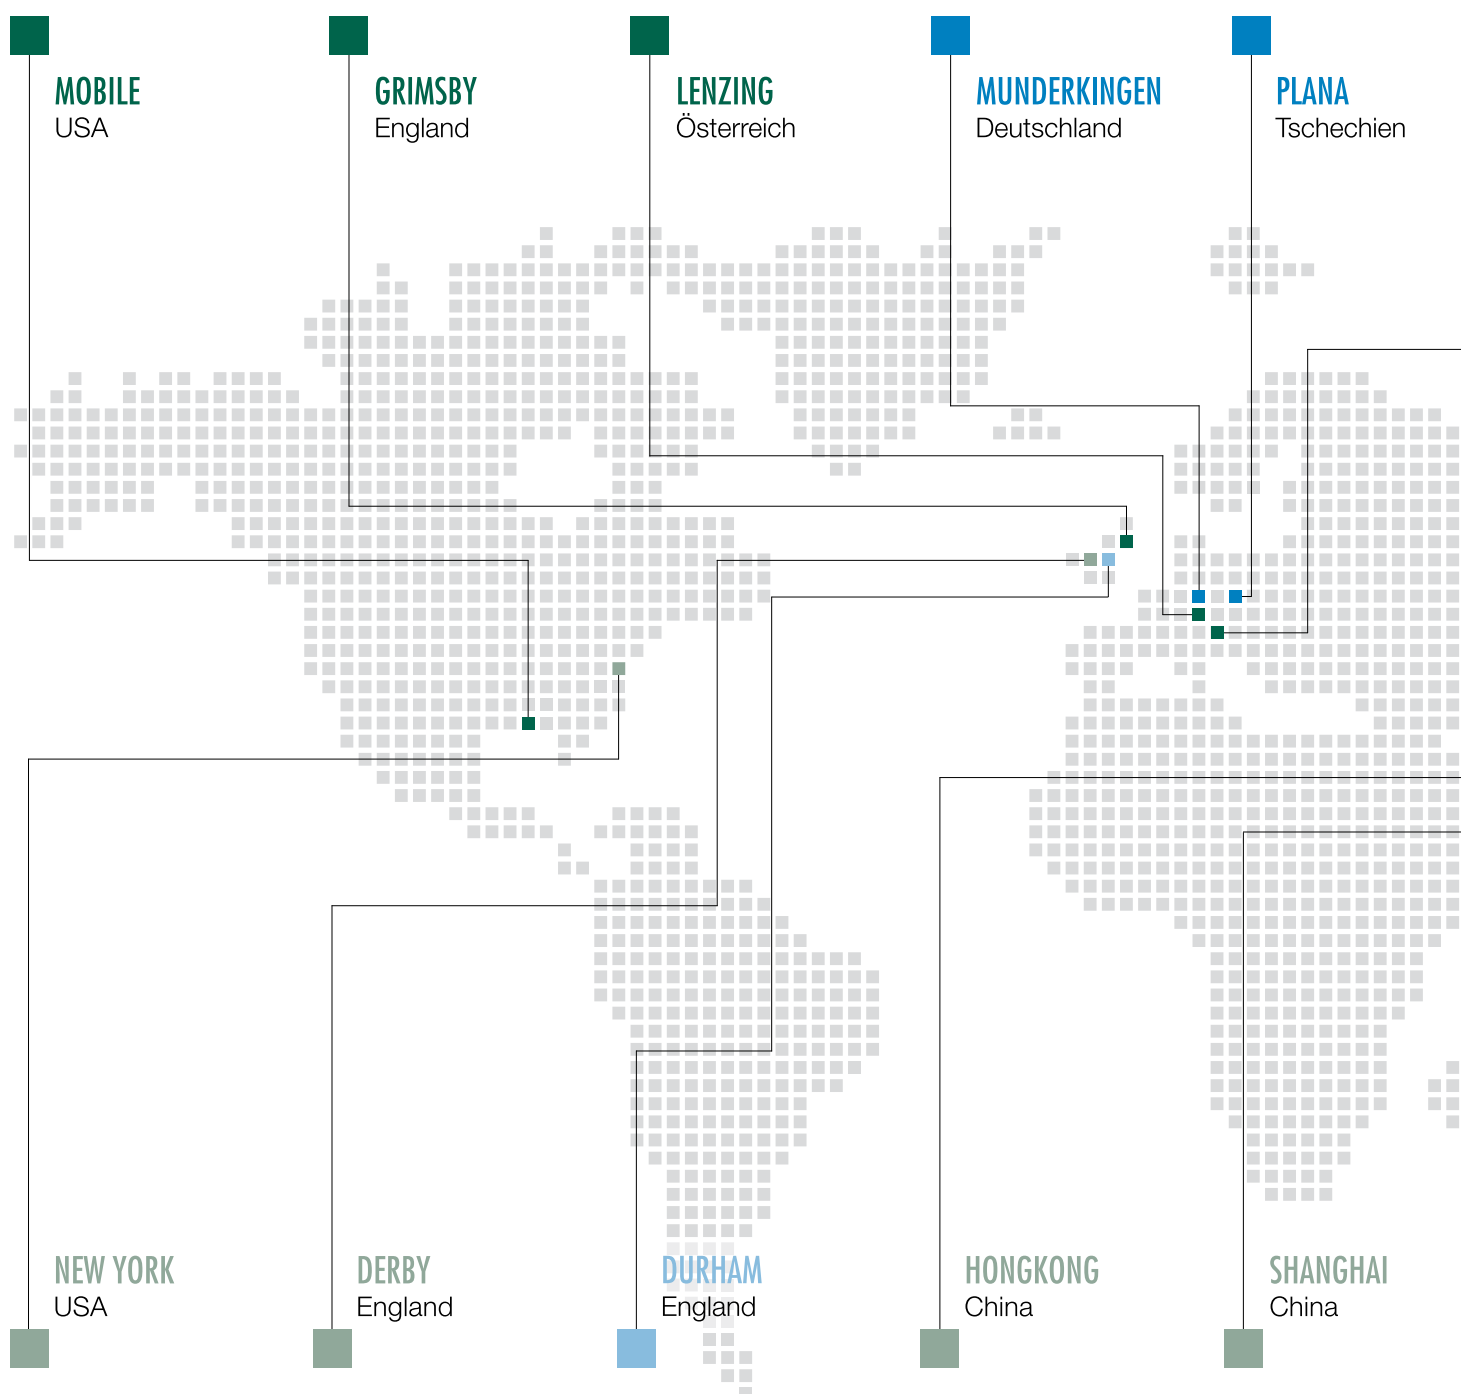 MOBILE
USA
GRIMSBY
England
LENZING
Österreich
MUNDERKINGEN
Deutschland
PLANA
Tschechien
NEW YORK
USA
DERBY
England
DURHAM
England
HONGKONG
China
SHANGHAI
China